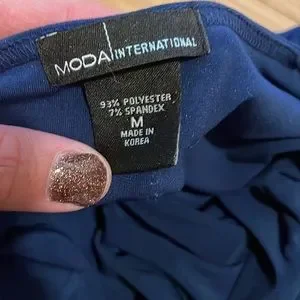 MODA INTERNATIONAL
93% POLYESTER
7% SPANDEX
M
MADE IN
KOREA